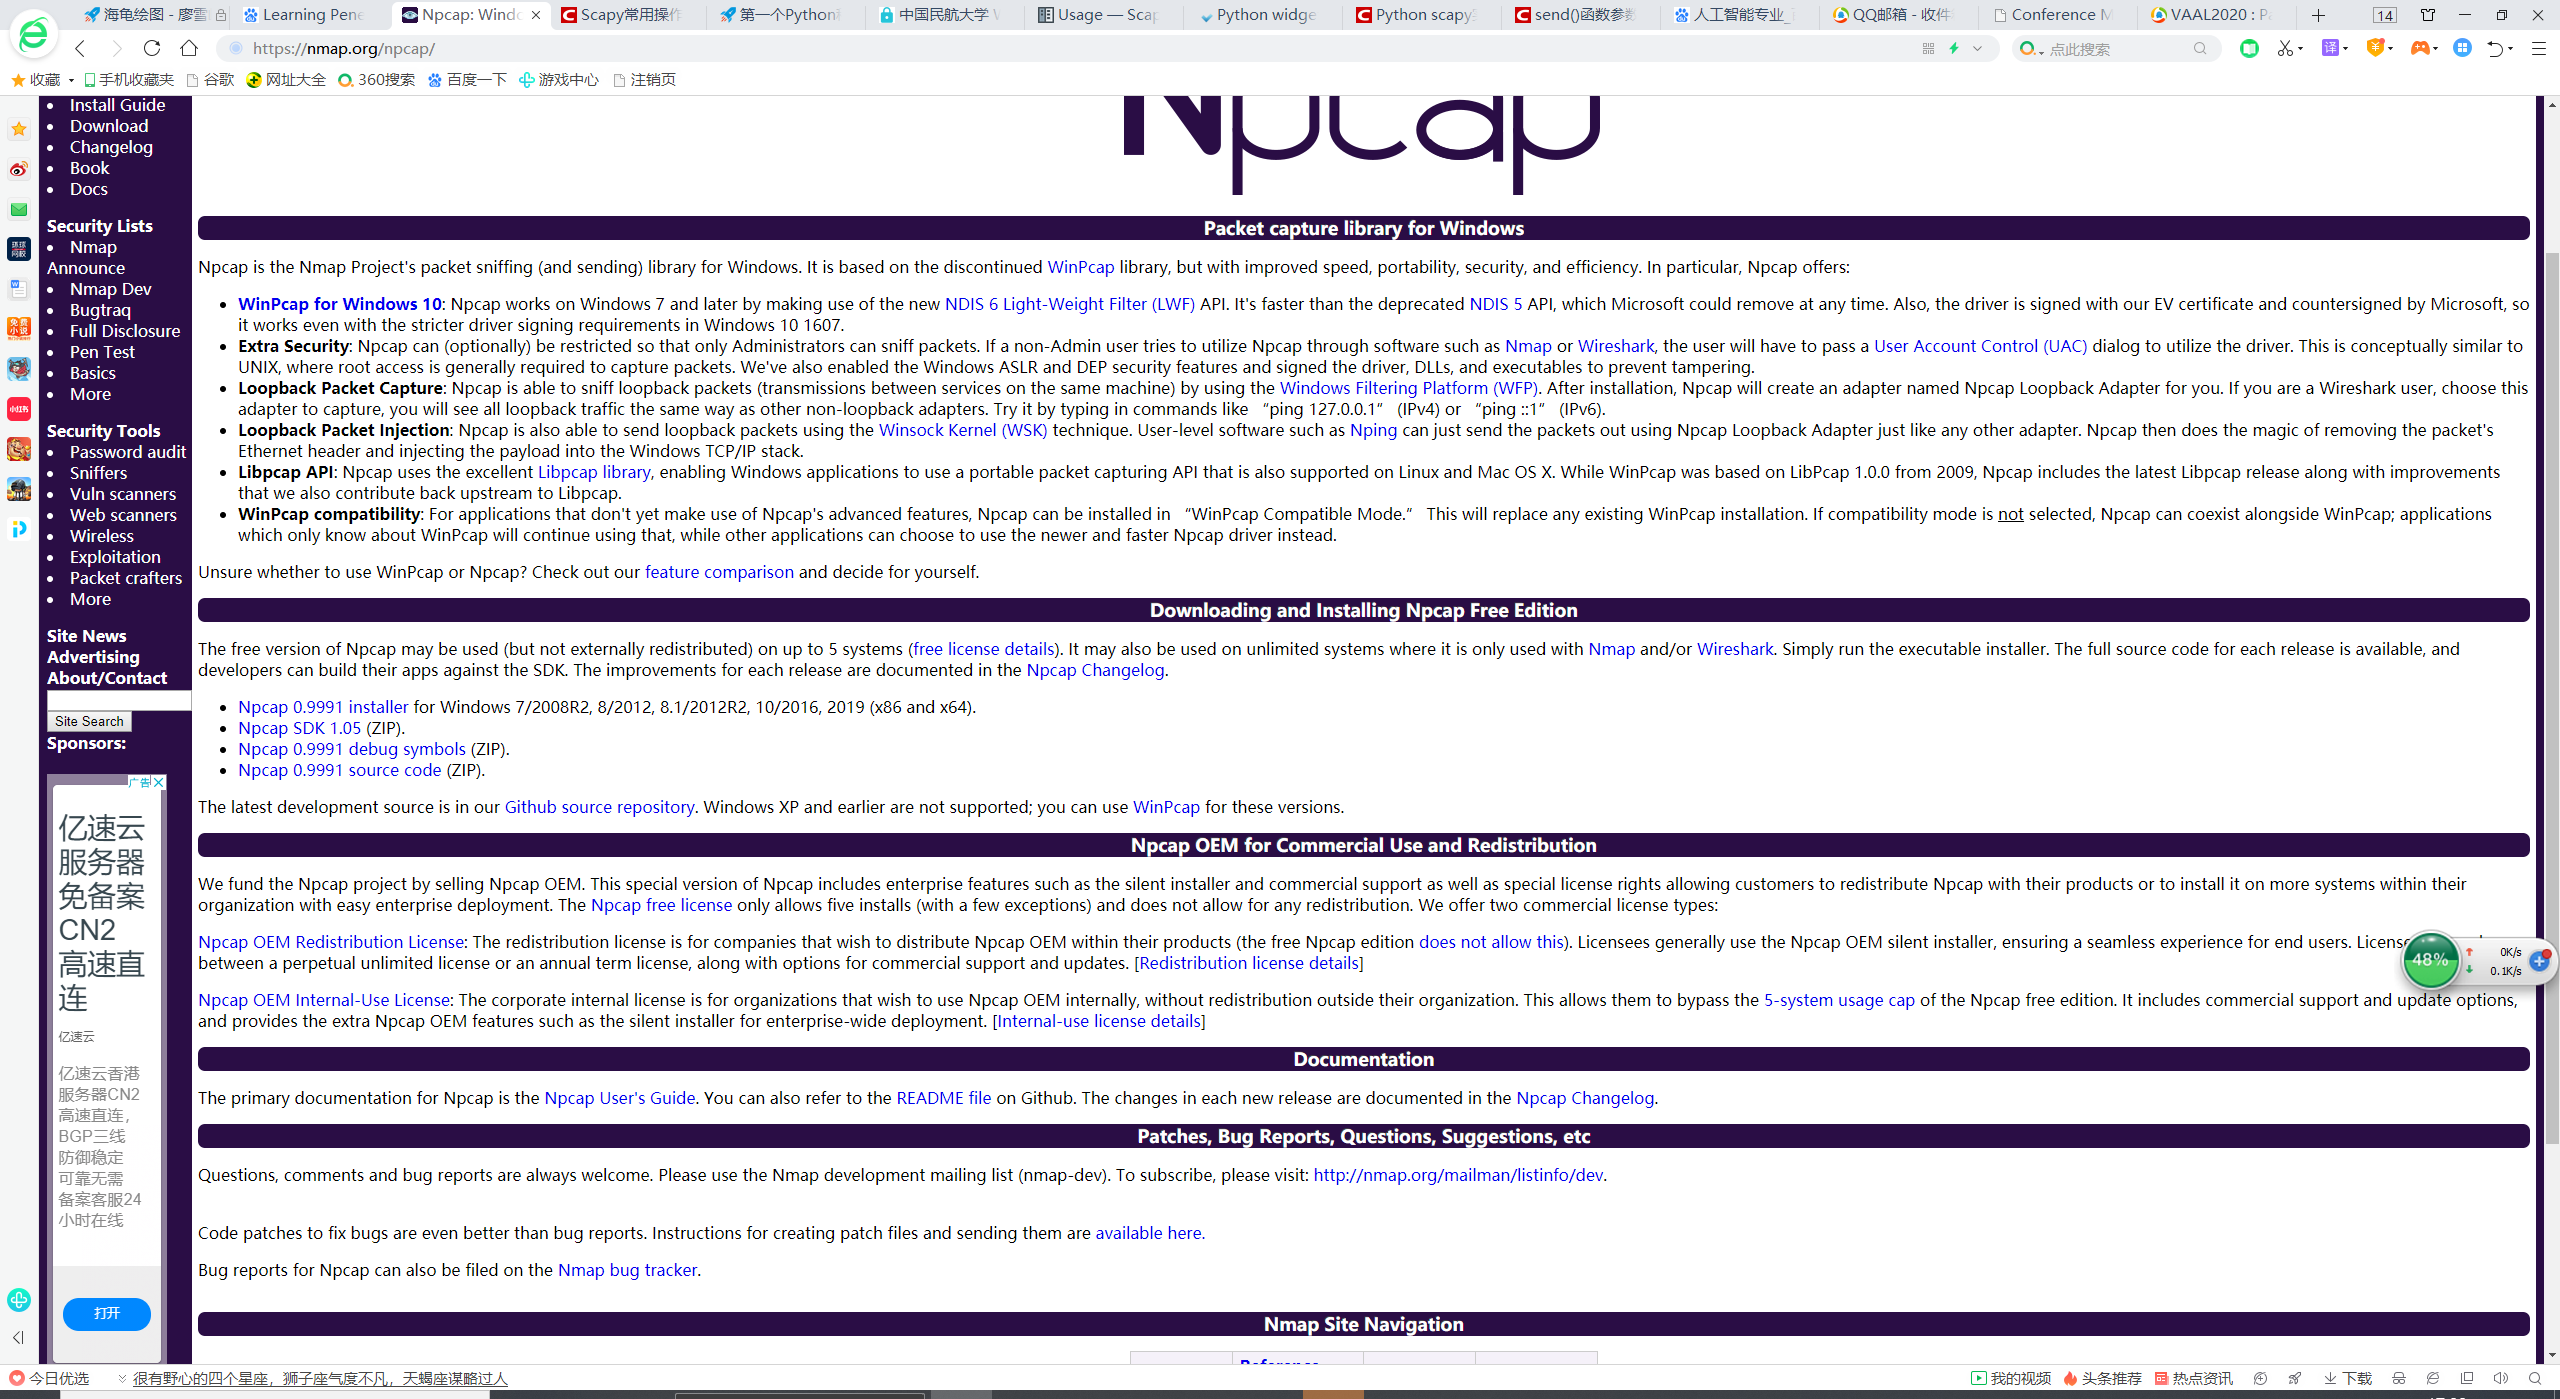 海龟绘图 - 廖雪
Learning Pene
Npcap: Windo
Scapy常用操作
第一个Python
中国民航大学 W
Usage — Scap
Python widge
Python scapy
send()函数参数
人工智能专业_
QQ邮箱 - 收件
Conference M
VAAL2020 : Pa
14
https://nmap.org/npcap/
点此搜索
译
收藏
手机收藏夹
谷歌
网址大全
360搜索
百度一下
游戏中心
注销页
Install Guide
Download
Changelog
Book
Docs
Security Lists
Nmap
Announce
Nmap Dev
Bugtraq
Full Disclosure
Pen Test
Basics
More
Security Tools
Password audit
Sniffers
Vuln scanners
Web scanners
Wireless
Exploitation
Packet crafters
More
Site News
Advertising
About/Contact
Site Search
Sponsors:
广告
亿速云
服务器
免备案
CN2
高速直
连
亿速云
亿速云香港
服务器CN2
高速直连，
BGP三线
防御稳定
可靠无需
备案客服24
小时在线
打开
Npcap
Packet capture library for Windows
Npcap is the Nmap Project's packet sniffing (and sending) library for Windows. It is based on the discontinued WinPcap library, but with improved speed, portability, security, and efficiency. In particular, Npcap offers:
WinPcap for Windows 10: Npcap works on Windows 7 and later by making use of the new NDIS 6 Light-Weight Filter (LWF) API. It's faster than the deprecated NDIS 5 API, which Microsoft could remove at any time. Also, the driver is signed with our EV certificate and countersigned by Microsoft, so
it works even with the stricter driver signing requirements in Windows 10 1607.
Extra Security: Npcap can (optionally) be restricted so that only Administrators can sniff packets. If a non-Admin user tries to utilize Npcap through software such as Nmap or Wireshark, the user will have to pass a User Account Control (UAC) dialog to utilize the driver. This is conceptually similar to
UNIX, where root access is generally required to capture packets. We've also enabled the Windows ASLR and DEP security features and signed the driver, DLLs, and executables to prevent tampering.
Loopback Packet Capture: Npcap is able to sniff loopback packets (transmissions between services on the same machine) by using the Windows Filtering Platform (WFP). After installation, Npcap will create an adapter named Npcap Loopback Adapter for you. If you are a Wireshark user, choose this
adapter to capture, you will see all loopback traffic the same way as other non-loopback adapters. Try it by typing in commands like “ping 127.0.0.1” (IPv4) or “ping ::1” (IPv6).
Loopback Packet Injection: Npcap is also able to send loopback packets using the Winsock Kernel (WSK) technique. User-level software such as Nping can just send the packets out using Npcap Loopback Adapter just like any other adapter. Npcap then does the magic of removing the packet's
Ethernet header and injecting the payload into the Windows TCP/IP stack.
Libpcap API: Npcap uses the excellent Libpcap library, enabling Windows applications to use a portable packet capturing API that is also supported on Linux and Mac OS X. While WinPcap was based on LibPcap 1.0.0 from 2009, Npcap includes the latest Libpcap release along with improvements
that we also contribute back upstream to Libpcap.
WinPcap compatibility: For applications that don't yet make use of Npcap's advanced features, Npcap can be installed in “WinPcap Compatible Mode.” This will replace any existing WinPcap installation. If compatibility mode is not selected, Npcap can coexist alongside WinPcap; applications
which only know about WinPcap will continue using that, while other applications can choose to use the newer and faster Npcap driver instead.
Unsure whether to use WinPcap or Npcap? Check out our feature comparison and decide for yourself.
Downloading and Installing Npcap Free Edition
The free version of Npcap may be used (but not externally redistributed) on up to 5 systems (free license details). It may also be used on unlimited systems where it is only used with Nmap and/or Wireshark. Simply run the executable installer. The full source code for each release is available, and
developers can build their apps against the SDK. The improvements for each release are documented in the Npcap Changelog.
Npcap 0.9991 installer for Windows 7/2008R2, 8/2012, 8.1/2012R2, 10/2016, 2019 (x86 and x64).
Npcap SDK 1.05 (ZIP).
Npcap 0.9991 debug symbols (ZIP).
Npcap 0.9991 source code (ZIP).
The latest development source is in our Github source repository. Windows XP and earlier are not supported; you can use WinPcap for these versions.
Npcap OEM for Commercial Use and Redistribution
We fund the Npcap project by selling Npcap OEM. This special version of Npcap includes enterprise features such as the silent installer and commercial support as well as special license rights allowing customers to redistribute Npcap with their products or to install it on more systems within their
organization with easy enterprise deployment. The Npcap free license only allows five installs (with a few exceptions) and does not allow for any redistribution. We offer two commercial license types:
Npcap OEM Redistribution License: The redistribution license is for companies that wish to distribute Npcap OEM within their products (the free Npcap edition does not allow this). Licensees generally use the Npcap OEM silent installer, ensuring a seamless experience for end users. License
between a perpetual unlimited license or an annual term license, along with options for commercial support and updates. [Redistribution license details]
Npcap OEM Internal-Use License: The corporate internal license is for organizations that wish to use Npcap OEM internally, without redistribution outside their organization. This allows them to bypass the 5-system usage cap of the Npcap free edition. It includes commercial support and update options,
and provides the extra Npcap OEM features such as the silent installer for enterprise-wide deployment. [Internal-use license details]
48%
0K/s
0.1K/s
Documentation
The primary documentation for Npcap is the Npcap User's Guide. You can also refer to the README file on Github. The changes in each new release are documented in the Npcap Changelog.
Patches, Bug Reports, Questions, Suggestions, etc
Questions, comments and bug reports are always welcome. Please use the Nmap development mailing list (nmap-dev). To subscribe, please visit: http://nmap.org/mailman/listinfo/dev.
Code patches to fix bugs are even better than bug reports. Instructions for creating patch files and sending them are available here.
Bug reports for Npcap can also be filed on the Nmap bug tracker.
Nmap Site Navigation
今日优选
很有野心的四个星座，狮子座气度不凡，天蝎座谋略过人
我的视频
头条推荐
热点资讯
下载